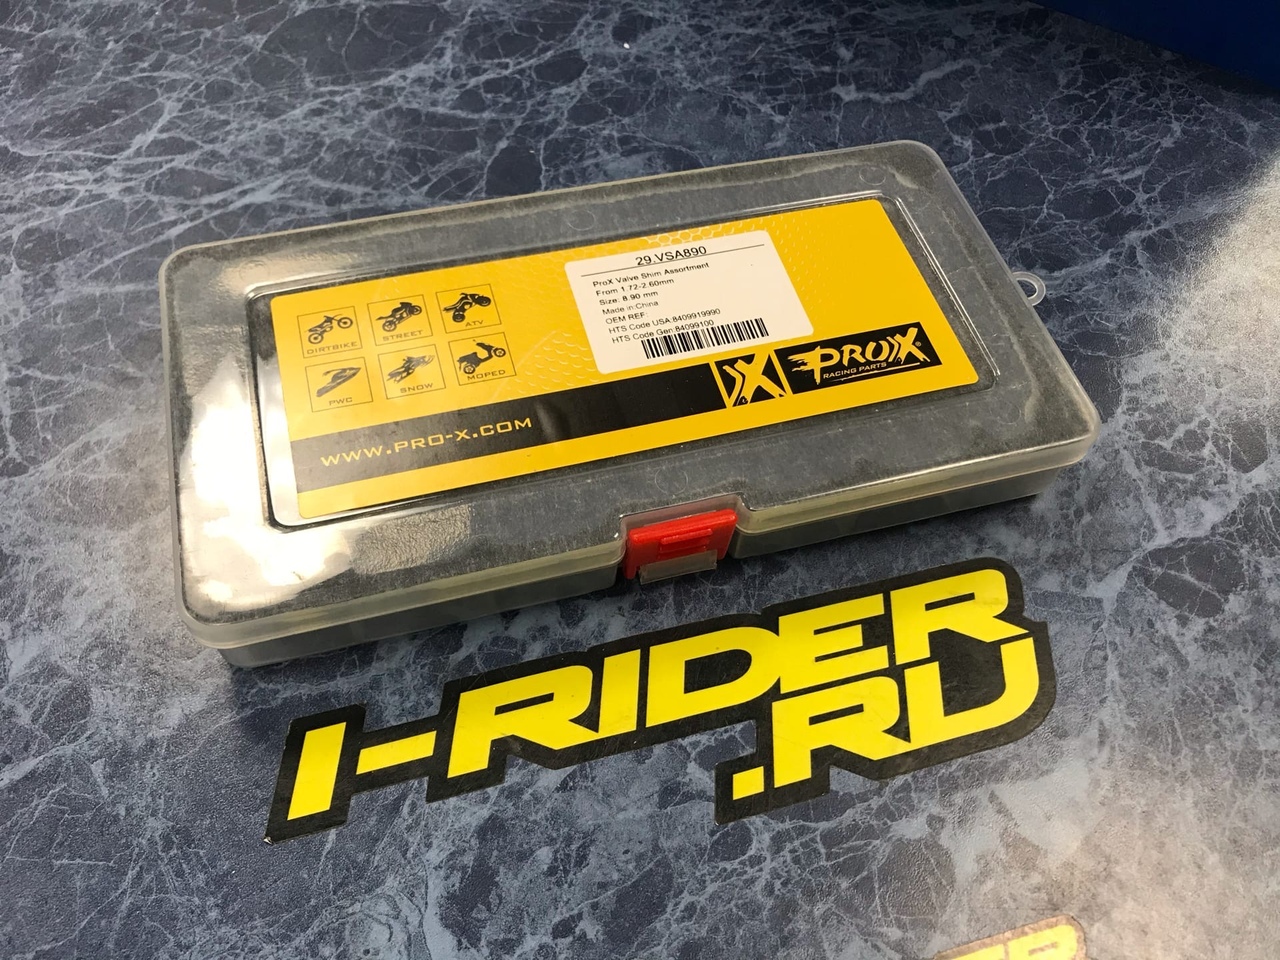 29.VSA890
ProX Valve Shim Assortment
From 1.72-2.60mm
Size: 8.90 mm
Made in China
OEM REF:
HTS Code USA:8409919990
HTS Code Gen:84099100
DIRTBIKE
STREET
ATV
PWC
SNOW
MOPED
PROX
RACING PARTS
WWW.PRO-X.COM
I-RIDER
.RU
ER